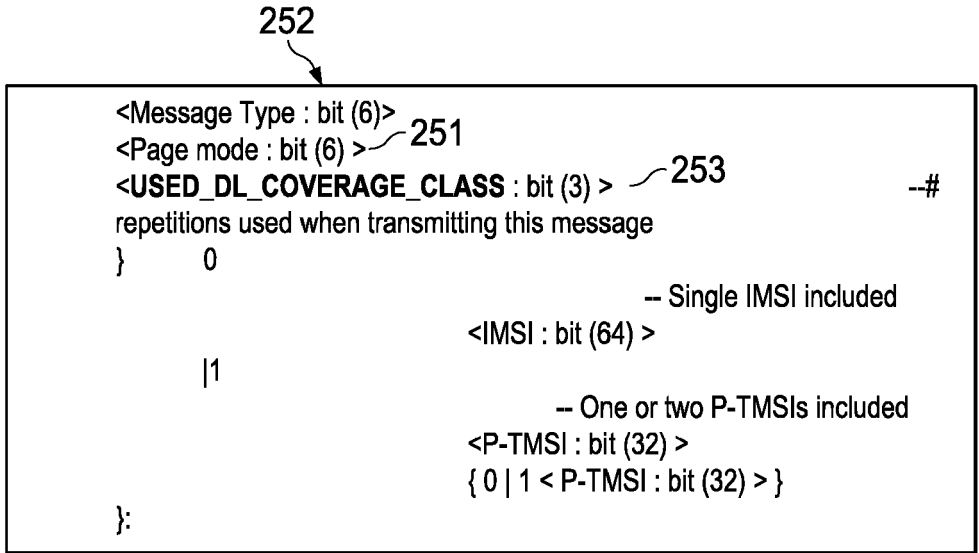 252
<Message Type : bit (6)>
<Page mode : bit (6) > 251
<USED_DL_COVERAGE_CLASS : bit (3) > 253 --#
repetitions used when transmitting this message
} 0
-- Single IMSI included
<IMSI : bit (64) >
|1
-- One or two P-TMSIs included
<P-TMSI : bit (32) >
{ 0 | 1 < P-TMSI : bit (32) > }
}: